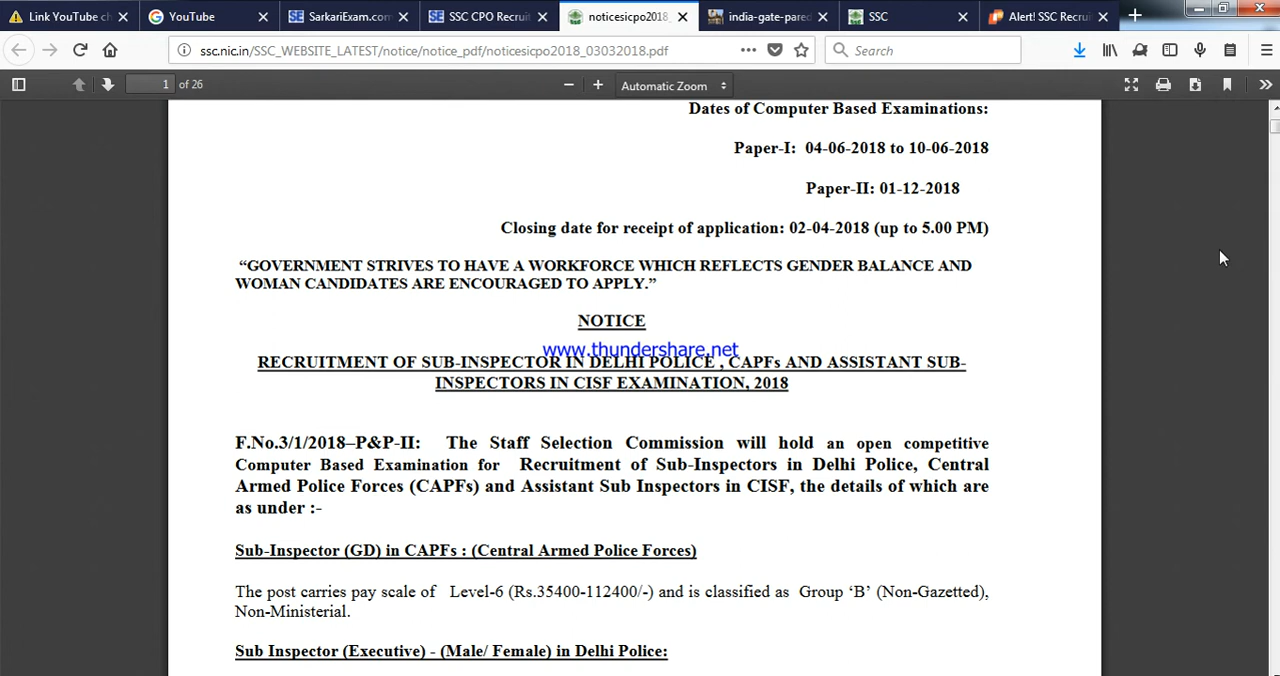 Link YouTube ch
YouTube
SarkariExam.com
SSC CPO Recruit
noticesicpo2018_
india-gate-pared
SSC
Alert! SSC Recru
ssc.nic.in/SSC_WEBSITE_LATEST/notice/notice_pdf/noticesicpo2018_03032018.pdf
Search
1 of 26
Automatic Zoom
Dates of Computer Based Examinations:
Paper-I: 04-06-2018 to 10-06-2018
Paper-II: 01-12-2018
Closing date for receipt of application: 02-04-2018 (up to 5.00 PM)
“GOVERNMENT STRIVES TO HAVE A WORKFORCE WHICH REFLECTS GENDER BALANCE AND
WOMAN CANDIDATES ARE ENCOURAGED TO APPLY.”
NOTICE
www.thundershare.net
RECRUITMENT OF SUB-INSPECTOR IN DELHI POLICE , CAPFs AND ASSISTANT SUB-
INSPECTORS IN CISF EXAMINATION, 2018
F.No.3/1/2018–P&P-II: The Staff Selection Commission will hold an open competitive
Computer Based Examination for Recruitment of Sub-Inspectors in Delhi Police, Central
Armed Police Forces (CAPFs) and Assistant Sub Inspectors in CISF, the details of which are
as under :-
Sub-Inspector (GD) in CAPFs : (Central Armed Police Forces)
The post carries pay scale of Level-6 (Rs.35400-112400/-) and is classified as Group ‘B’ (Non-Gazetted),
Non-Ministerial.
Sub Inspector (Executive) - (Male/ Female) in Delhi Police: